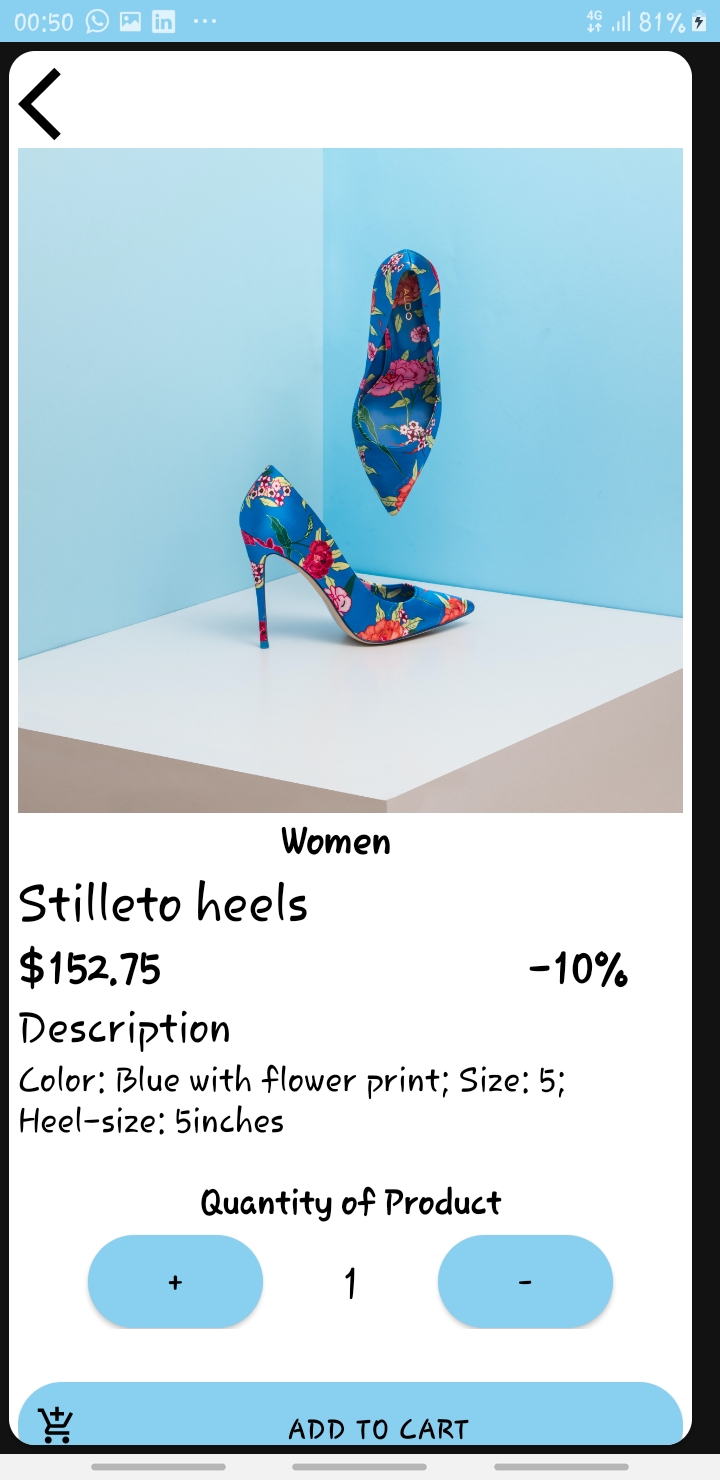 00:50
4G 81%
ALDO
Women
Stilleto heels
$152.75 -10%
Description
Color: Blue with flower print; Size: 5;
Heel-size: 5inches
Quantity of Product
+ 1 -
ADD TO CART